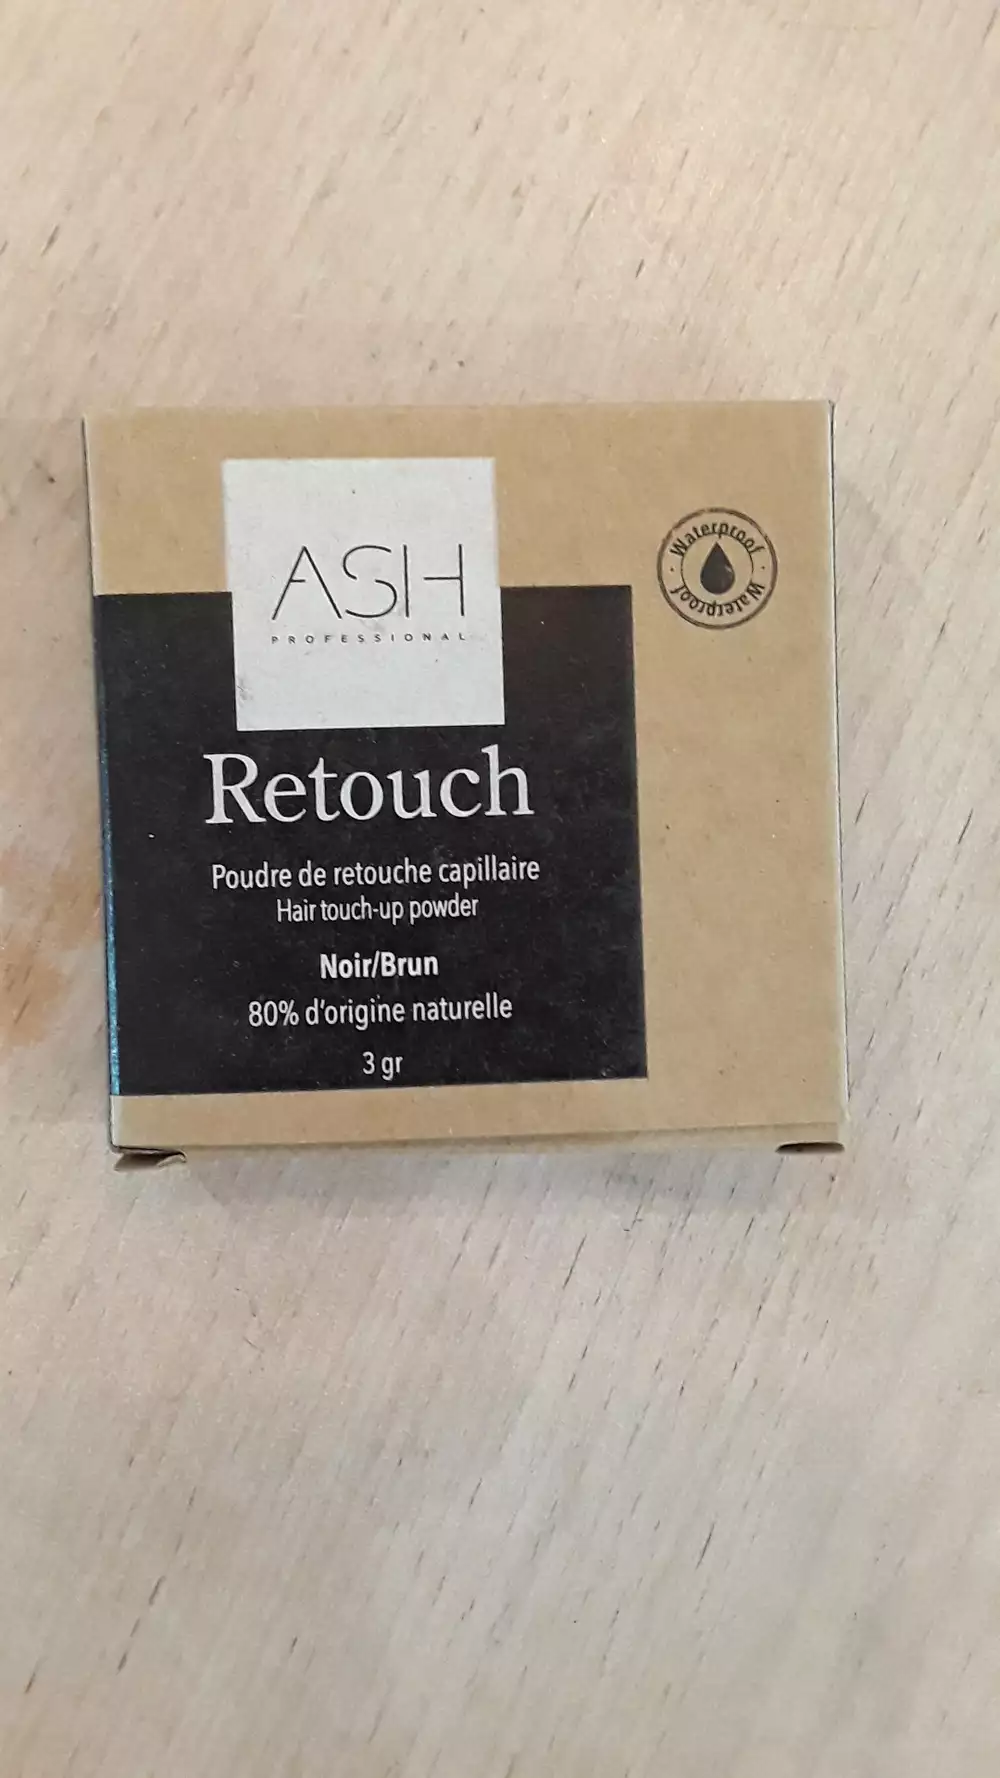 ASH
PROFESSIONAL
Waterproof · Waterproof ·
Retouch
Poudre de retouche capillaire
Hair touch-up powder
Noir/Brun
80% d'origine naturelle
3 gr